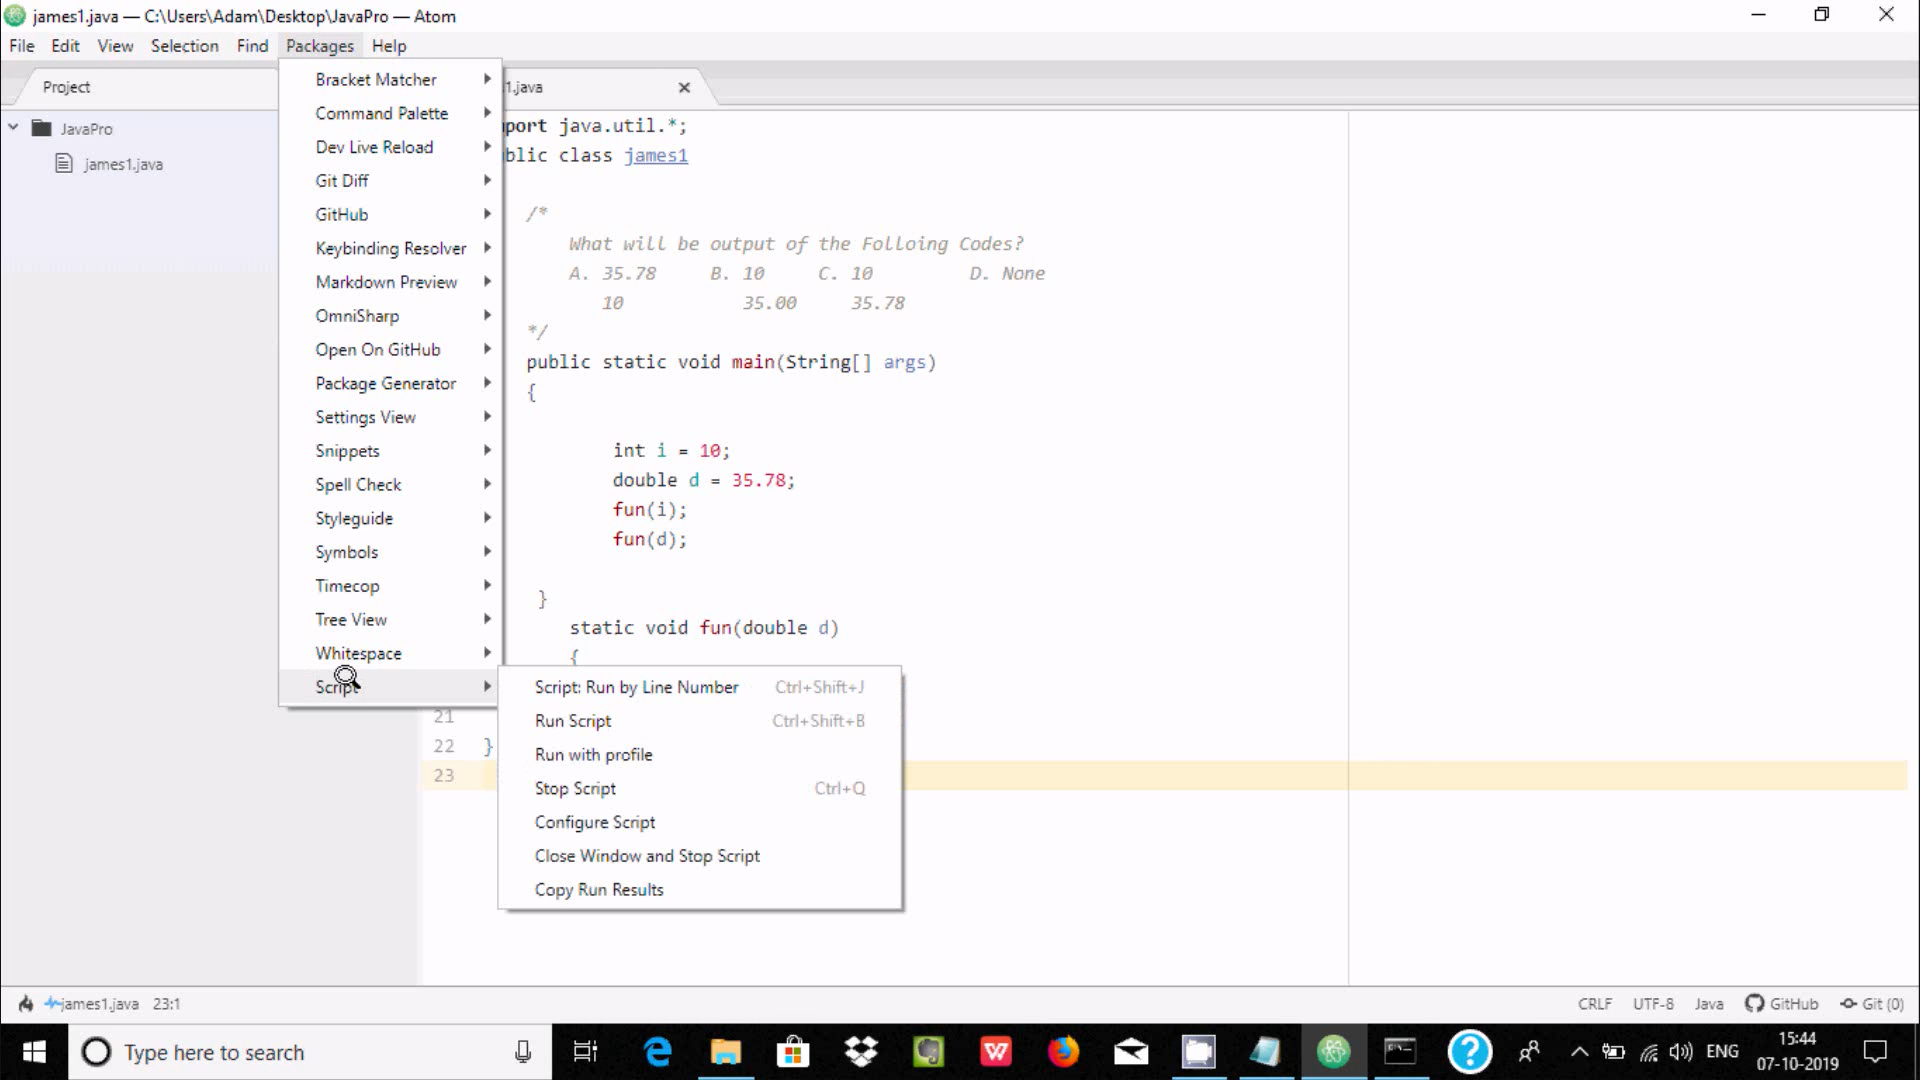 james1.java — C:\Users\Adam\Desktop\JavaPro — Atom
File Edit View Selection Find Packages Help
Project
1.java
JavaPro
james1.java
Bracket Matcher
Command Palette
Dev Live Reload
Git Diff
GitHub
Keybinding Resolver
Markdown Preview
OmniSharp
Open On GitHub
Package Generator
Settings View
Snippets
Spell Check
Styleguide
Symbols
Timecop
Tree View
Whitespace
Script
Script: Run by Line Number Ctrl+Shift+J
Run Script Ctrl+Shift+B
Run with profile
Stop Script Ctrl+Q
Configure Script
Close Window and Stop Script
Copy Run Results
port java.util.*;
blic class james1
/*
What will be output of the Folloing Codes?
A. 35.78 B. 10 C. 10 D. None
10 35.00 35.78
*/
public static void main(String[] args)
{
int i = 10;
double d = 35.78;
fun(i);
fun(d);
}
static void fun(double d)
{
21
22 }
23
james1.java 23:1
CRLF UTF-8 Java GitHub Git (0)
Type here to search
ENG
15:44
07-10-2019